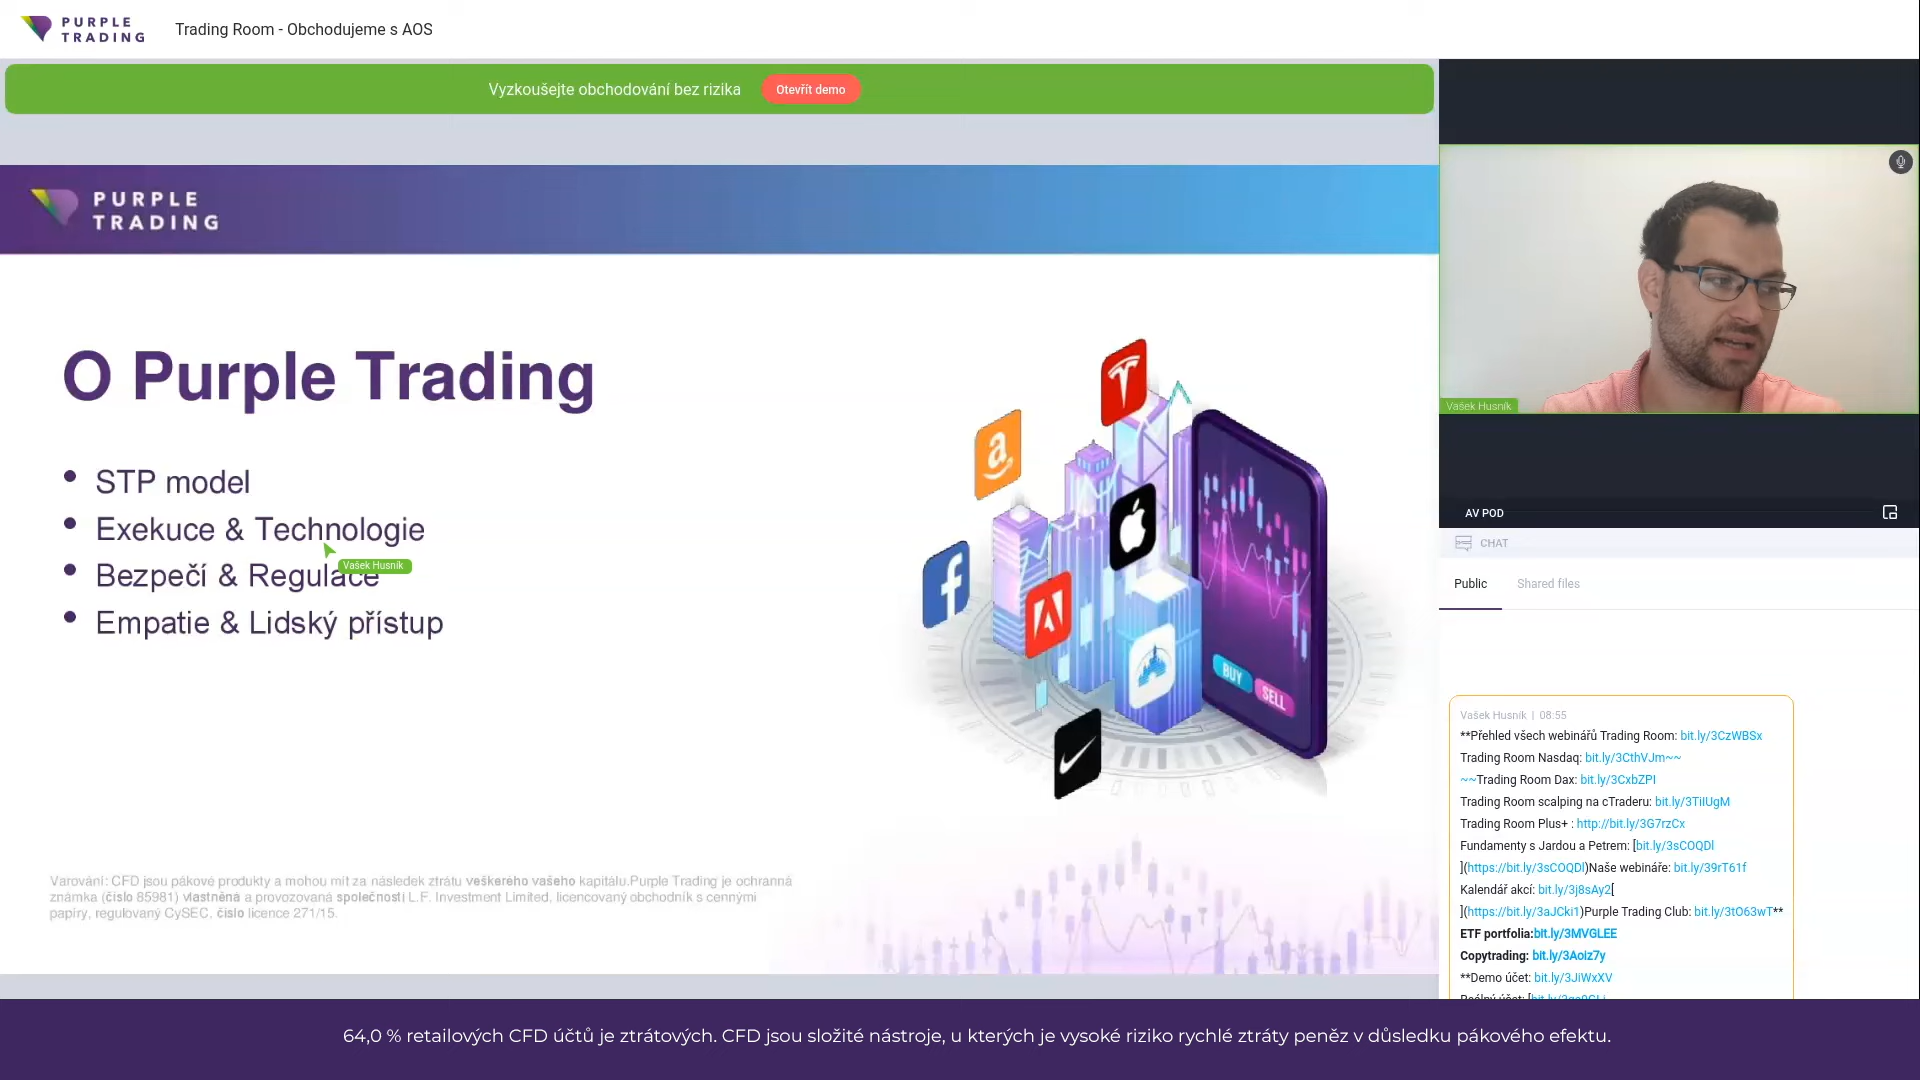 PURPLE
TRADING
Trading Room - Obchodujeme s AOS
Vyzkoušejte obchodování bez rizika
Otevřít demo
PURPLE
TRADING
O Purple Trading
STP model
Exekuce & Technologie
Vašek Husník
Bezpečí & Regulace
Empatie & Lidský přístup
BUY
SELL
Varování: CFD jsou pákové produkty a mohou mít za následek ztrátu veškerého vašeho kapitálu.Purple Trading je ochranná
známka (číslo 85981) vlastněná a provozovaná společností L.F. Investment Limited, licencovaný obchodník s cennými
papíry, regulovaný CySEC, číslo licence 271/15.
Vašek Husník
AV POD
CHAT
Public
Shared files
Vašek Husník | 08:55
**Přehled všech webinářů Trading Room: bit.ly/3CzWBSx
Trading Room Nasdaq: bit.ly/3CthVJm~~
~~Trading Room Dax: bit.ly/3CxbZPI
Trading Room scalping na cTraderu: bit.ly/3TiIUgM
Trading Room Plus+ : http://bit.ly/3G7rzCx
Fundamenty s Jardou a Petrem: [bit.ly/3sCOQDl
](https://bit.ly/3sCOQDl)Naše webináře: bit.ly/39rT61f
Kalendář akcí: bit.ly/3j8sAy2[
](https://bit.ly/3aJCki1)Purple Trading Club: bit.ly/3tO63wT**
ETF portfolia:bit.ly/3MVGLEE
Copytrading: bit.ly/3Aoiz7y
**Demo účet: bit.ly/3JiWxXV
64,0 % retailových CFD účtů je ztrátových. CFD jsou složité nástroje, u kterých je vysoké riziko rychlé ztráty peněz v důsledku pákového efektu.